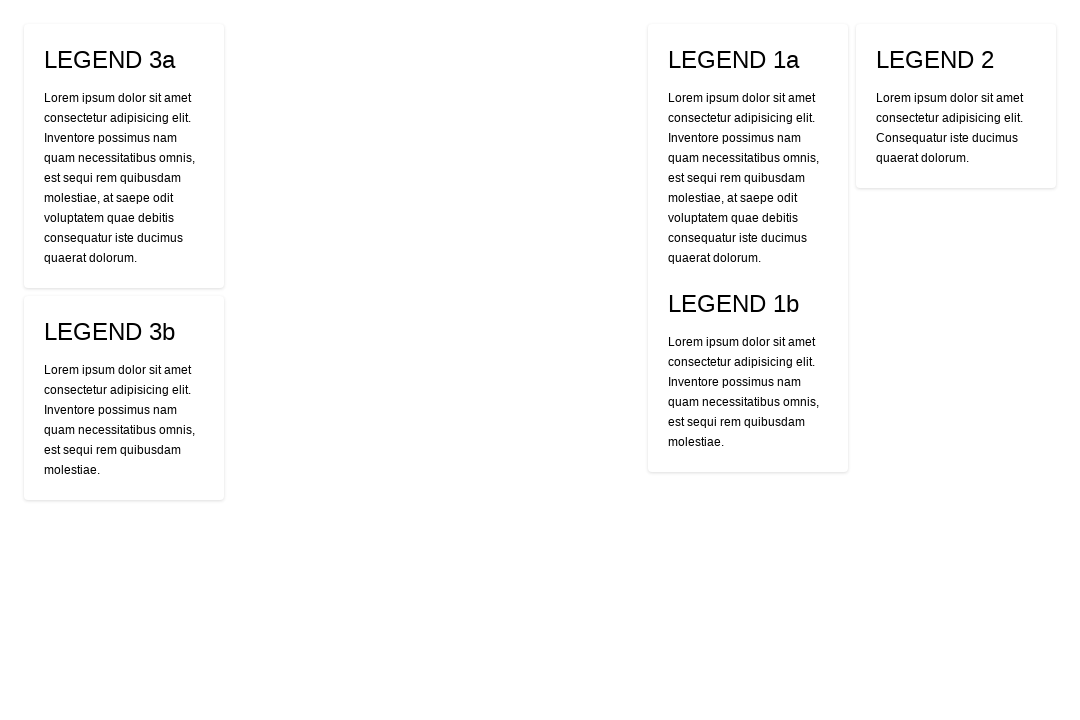 LEGEND 3a
Lorem ipsum dolor sit amet
consectetur adipisicing elit.
Inventore possimus nam
quam necessitatibus omnis,
est sequi rem quibusdam
molestiae, at saepe odit
voluptatem quae debitis
consequatur iste ducimus
quaerat dolorum.
LEGEND 3b
Lorem ipsum dolor sit amet
consectetur adipisicing elit.
Inventore possimus nam
quam necessitatibus omnis,
est sequi rem quibusdam
molestiae.
LEGEND 1a
Lorem ipsum dolor sit amet
consectetur adipisicing elit.
Inventore possimus nam
quam necessitatibus omnis,
est sequi rem quibusdam
molestiae, at saepe odit
voluptatem quae debitis
consequatur iste ducimus
quaerat dolorum.
LEGEND 1b
Lorem ipsum dolor sit amet
consectetur adipisicing elit.
Inventore possimus nam
quam necessitatibus omnis,
est sequi rem quibusdam
molestiae.
LEGEND 2
Lorem ipsum dolor sit amet
consectetur adipisicing elit.
Consequatur iste ducimus
quaerat dolorum.